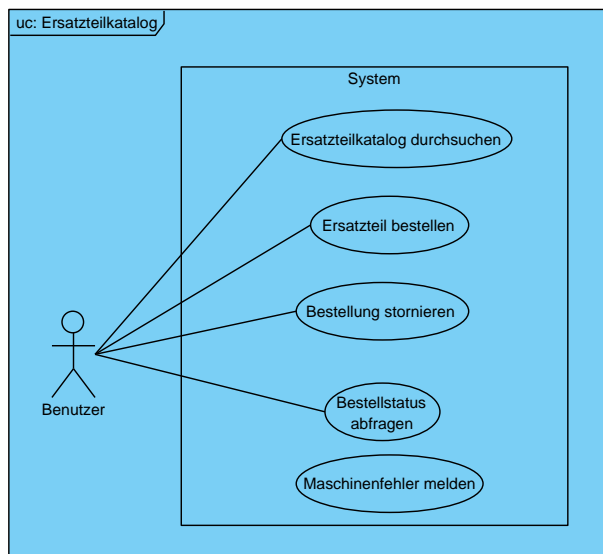 uc: Ersatzteilkatalog
System
Ersatzteilkatalog durchsuchen
Ersatzteil bestellen
Bestellung stornieren
Benutzer
Bestellstatus
abfragen
Maschinenfehler melden